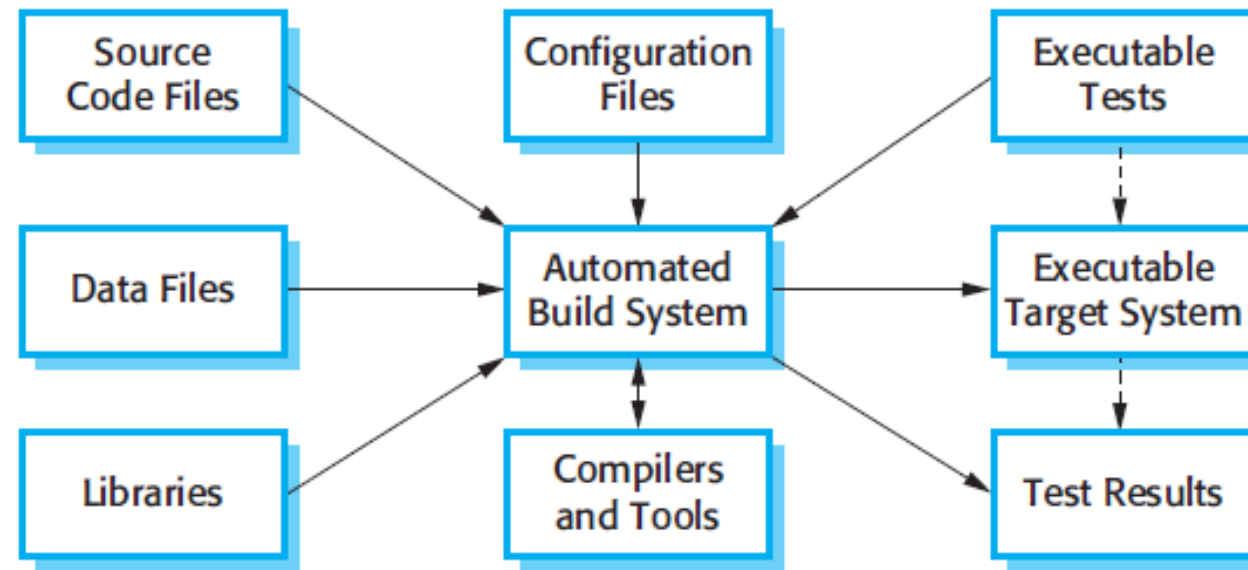 Source
Code Files
Configuration
Files
Executable
Tests
Data Files
Automated
Build System
Executable
Target System
Libraries
Compilers
and Tools
Test Results